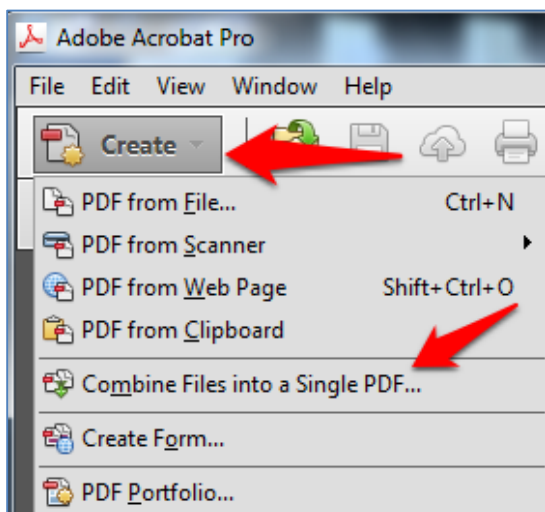 Adobe Acrobat Pro
File Edit View Window Help
Create
PDF from File... Ctrl+N
PDF from Scanner
PDF from Web Page Shift+Ctrl+O
PDF from Clipboard
Combine Files into a Single PDF...
Create Form...
PDF Portfolio...